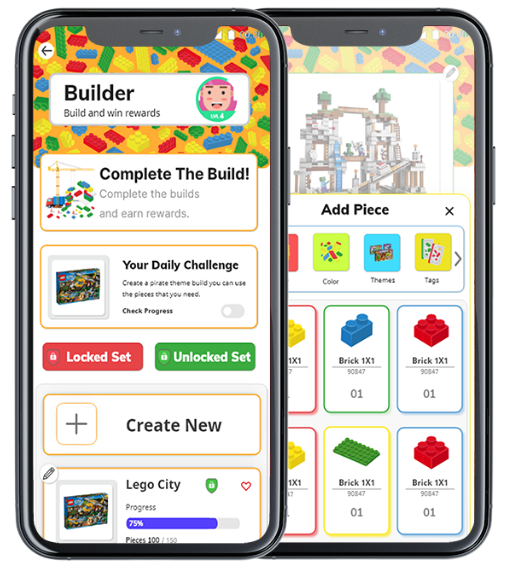 Builder
Build and win rewards
LVL 4
Complete The Build!
Complete the builds
and earn rewards.
Your Daily Challenge
Create a pirate theme build you can use
the pieces that you need.
Check Progress
Locked Set
Unlocked Set
Create New
Lego City
Progress
75%
Pieces 100 / 150
Add Piece
Color
Themes
Tags
1X1
Brick 1X1
90847
01
Brick 1X1
90847
01
1X1
Brick 1X1
90847
01
Brick 1X1
90847
01